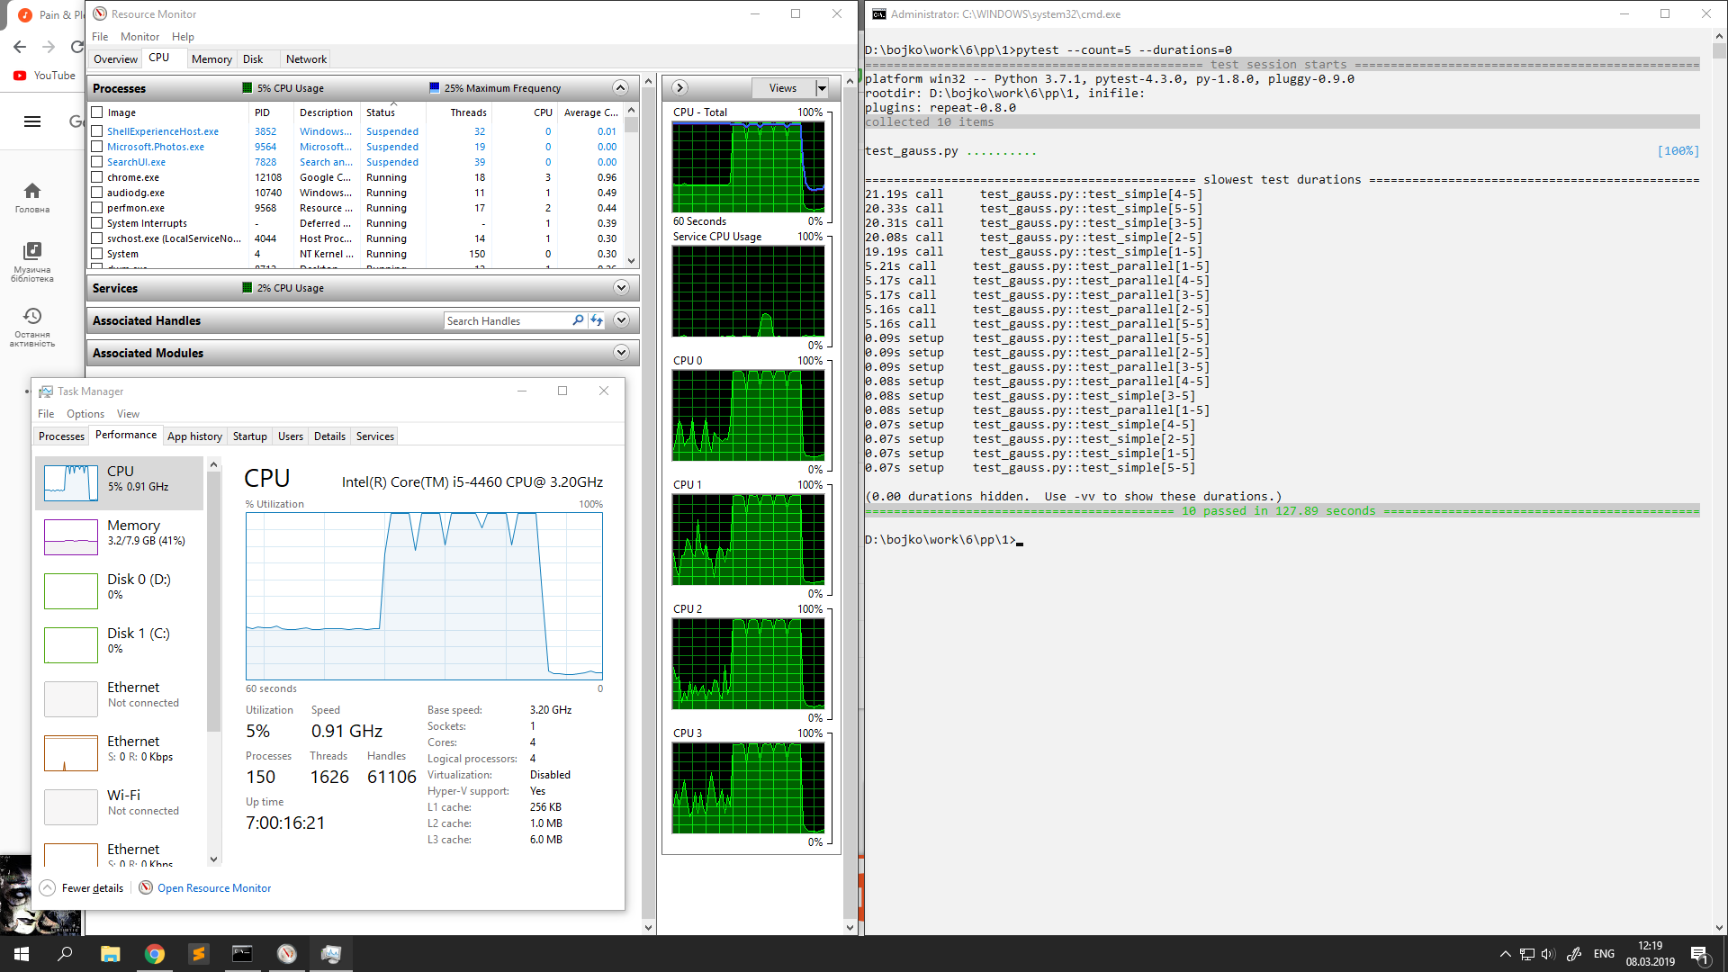 Pain & Pl
YouTube
Головна
Музична
бібліотека
Остання
активність
Resource Monitor
File Monitor Help
Overview CPU Memory Disk Network
Processes 5% CPU Usage 25% Maximum Frequency
Image PID Description Status Threads CPU Average C...
ShellExperienceHost.exe 3852 Windows... Suspended 32 0 0.01
Microsoft.Photos.exe 9564 Microsoft... Suspended 19 0 0.00
SearchUI.exe 7828 Search an... Suspended 39 0 0.00
chrome.exe 12108 Google C... Running 18 3 0.96
audiodg.exe 10740 Windows... Running 11 1 0.49
perfmon.exe 9568 Resource ... Running 17 2 0.44
System Interrupts - Deferred ... Running - 1 0.39
svchost.exe (LocalServiceNo... 4044 Host Proc... Running 14 1 0.30
System 4 NT Kernel ... Running 150 0 0.30
Services 2% CPU Usage
Associated Handles Search Handles
Associated Modules
Views
CPU - Total 100%
60 Seconds 0%
Service CPU Usage 100%
0%
CPU 0 100%
0%
CPU 1 100%
0%
CPU 2 100%
0%
CPU 3 100%
0%
Task Manager
File Options View
Processes Performance App history Startup Users Details Services
CPU
5% 0.91 GHz
Memory
3.2/7.9 GB (41%)
Disk 0 (D:)
0%
Disk 1 (C:)
0%
Ethernet
Not connected
Ethernet
S: 0 R: 0 Kbps
Wi-Fi
Not connected
Ethernet
S: 0 R: 0 Kbps
CPU Intel(R) Core(TM) i5-4460 CPU@ 3.20GHz
% Utilization 100%
60 seconds 0
Utilization Speed
5% 0.91 GHz
Processes Threads Handles
150 1626 61106
Up time
7:00:16:21
Base speed: 3.20 GHz
Sockets: 1
Cores: 4
Logical processors: 4
Virtualization: Disabled
Hyper-V support: Yes
L1 cache: 256 KB
L2 cache: 1.0 MB
L3 cache: 6.0 MB
Fewer details Open Resource Monitor
Administrator: C:\WINDOWS\system32\cmd.exe
D:\bojko\work\6\pp\1>pytest --count=5 --durations=0
test session starts
platform win32 -- Python 3.7.1, pytest-4.3.0, py-1.8.0, pluggy-0.9.0
rootdir: D:\bojko\work\6\pp\1, inifile:
plugins: repeat-0.8.0
collected 10 items
test_gauss.py .......... [100%]
slowest test durations
21.19s call test_gauss.py::test_simple[4-5]
20.33s call test_gauss.py::test_simple[5-5]
20.31s call test_gauss.py::test_simple[3-5]
20.08s call test_gauss.py::test_simple[2-5]
19.19s call test_gauss.py::test_simple[1-5]
5.21s call test_gauss.py::test_parallel[1-5]
5.17s call test_gauss.py::test_parallel[4-5]
5.17s call test_gauss.py::test_parallel[3-5]
5.16s call test_gauss.py::test_parallel[2-5]
5.16s call test_gauss.py::test_parallel[5-5]
0.09s setup test_gauss.py::test_parallel[5-5]
0.09s setup test_gauss.py::test_parallel[2-5]
0.09s setup test_gauss.py::test_parallel[3-5]
0.08s setup test_gauss.py::test_parallel[4-5]
0.08s setup test_gauss.py::test_simple[3-5]
0.08s setup test_gauss.py::test_parallel[1-5]
0.07s setup test_gauss.py::test_simple[4-5]
0.07s setup test_gauss.py::test_simple[2-5]
0.07s setup test_gauss.py::test_simple[1-5]
0.07s setup test_gauss.py::test_simple[5-5]
(0.00 durations hidden. Use -vv to show these durations.)
10 passed in 127.89 seconds
D:\bojko\work\6\pp\1>
ENG
12:19
08.03.2019
1